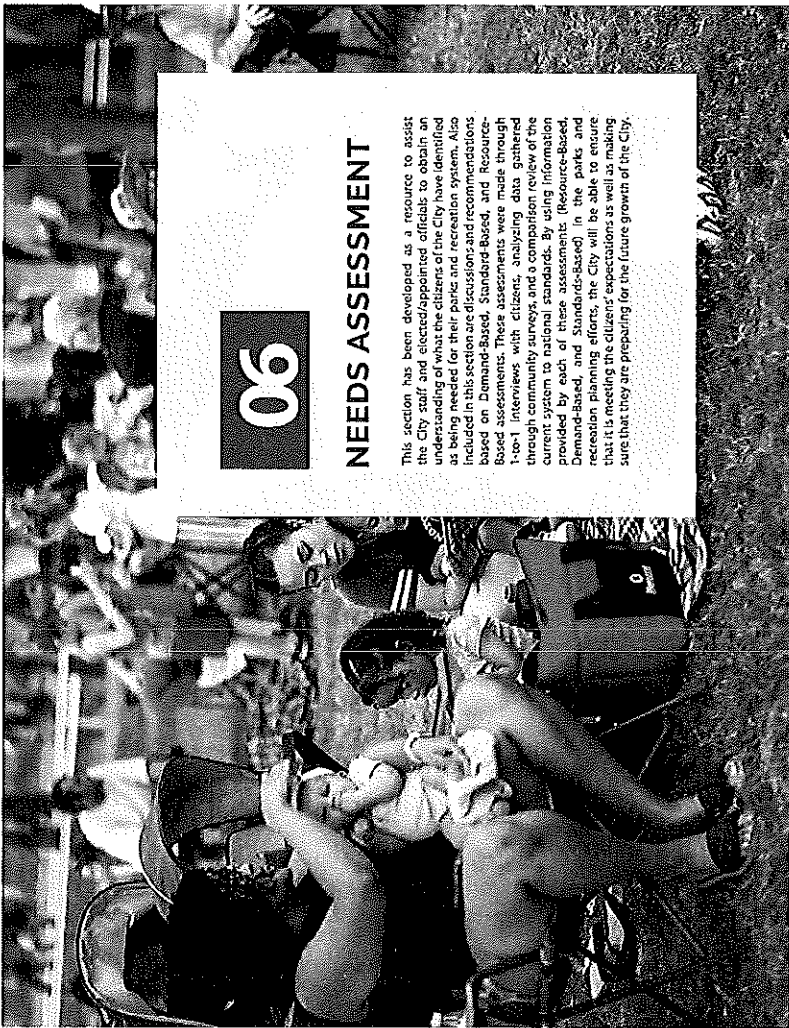 06
NEEDS ASSESSMENT
This section has been developed as a resource to assist
the City staff and elected/appointed officials to obtain an
understanding of what the citizens of the City have identified
as being needed for their parks and recreation system. Also
included in this section are discussions and recommendations
based on Demand-Based, Standard-Based, and Resource-
Based assessments. These assessments were made through
1-to-1 interviews with citizens, analyzing data gathered
through community surveys, and a comparison review of the
current system to national standards. By using information
provided by each of these assessments (Resource-Based,
Demand-Based, and Standards-Based) in the parks and
recreation planning efforts, the City will be able to ensure
that it is meeting the citizens' expectations as well as making
sure that they are preparing for the future growth of the City.